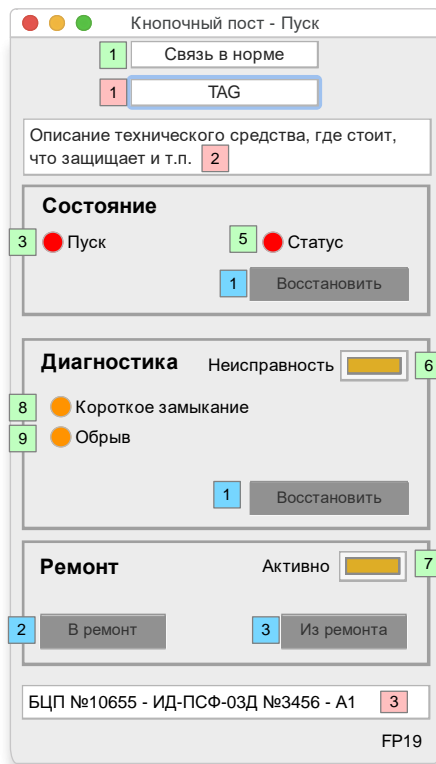 Кнопочный пост - Пуск
1 Связь в норме
1 TAG
Описание технического средства, где стоит,
что защищает и т.п. 2
Состояние
3 Пуск 5 Статус
1 Восстановить
Диагностика Неисправность 6
8 Короткое замыкание
9 Обрыв
1 Восстановить
Ремонт Активно 7
2 В ремонт 3 Из ремонта
БЦП №10655 - ИД-ПСФ-03Д №3456 - А1 3
FP19